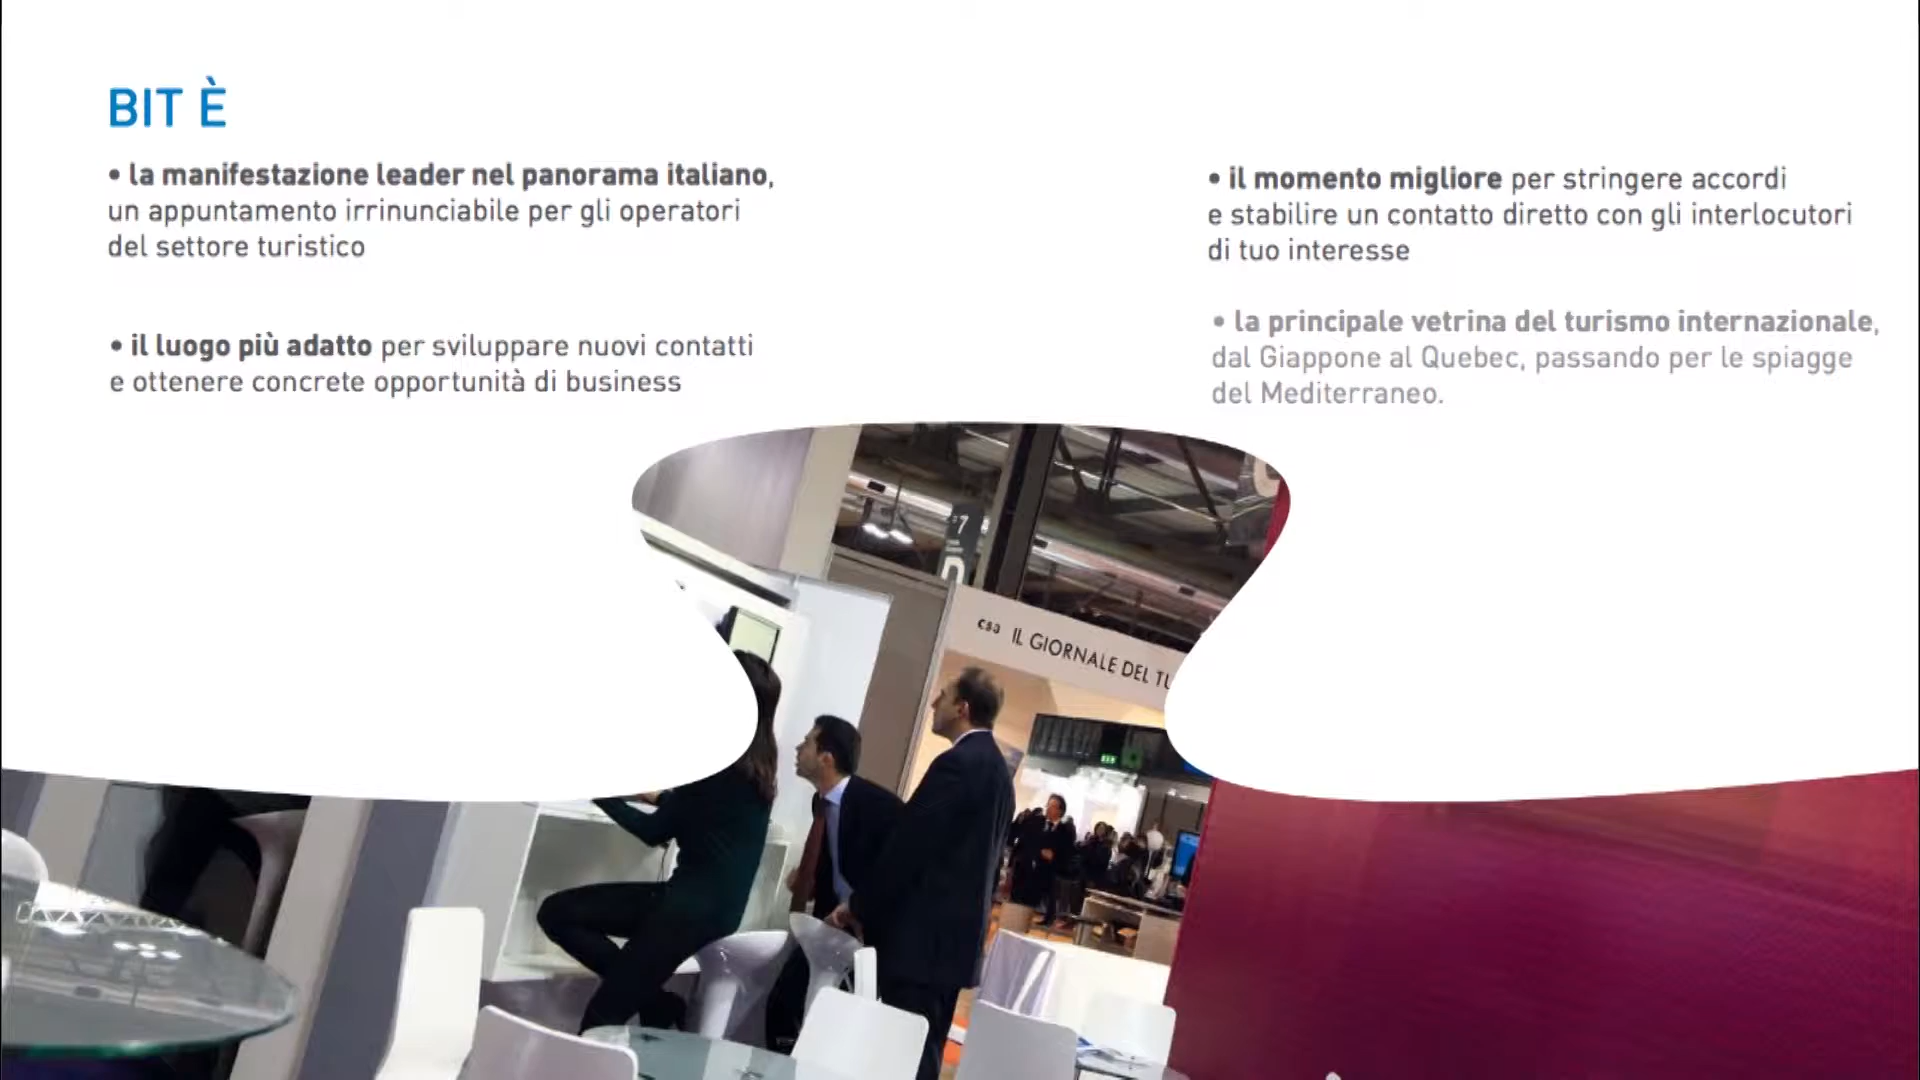 BIT È
• la manifestazione leader nel panorama italiano,
un appuntamento irrinunciabile per gli operatori
del settore turistico
• il luogo più adatto per sviluppare nuovi contatti
e ottenere concrete opportunità di business
• il momento migliore per stringere accordi
e stabilire un contatto diretto con gli interlocutori
di tuo interesse
• la principale vetrina del turismo internazionale,
dal Giappone al Quebec, passando per le spiagge
del Mediterraneo.
7
IL GIORNALE DEL TU